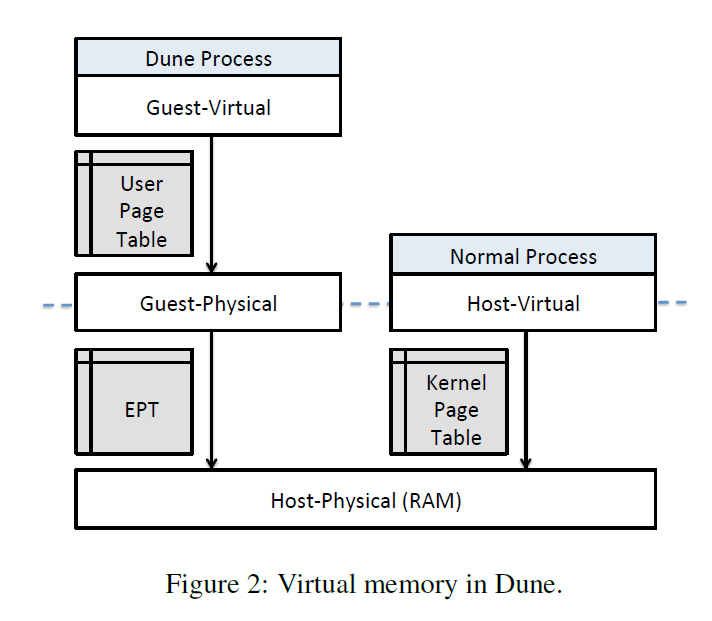 Dune Process
Guest-Virtual
User
Page
Table
Normal Process
Guest-Physical
Host-Virtual
EPT
Kernel
Page
Table
Host-Physical (RAM)
Figure 2: Virtual memory in Dune.